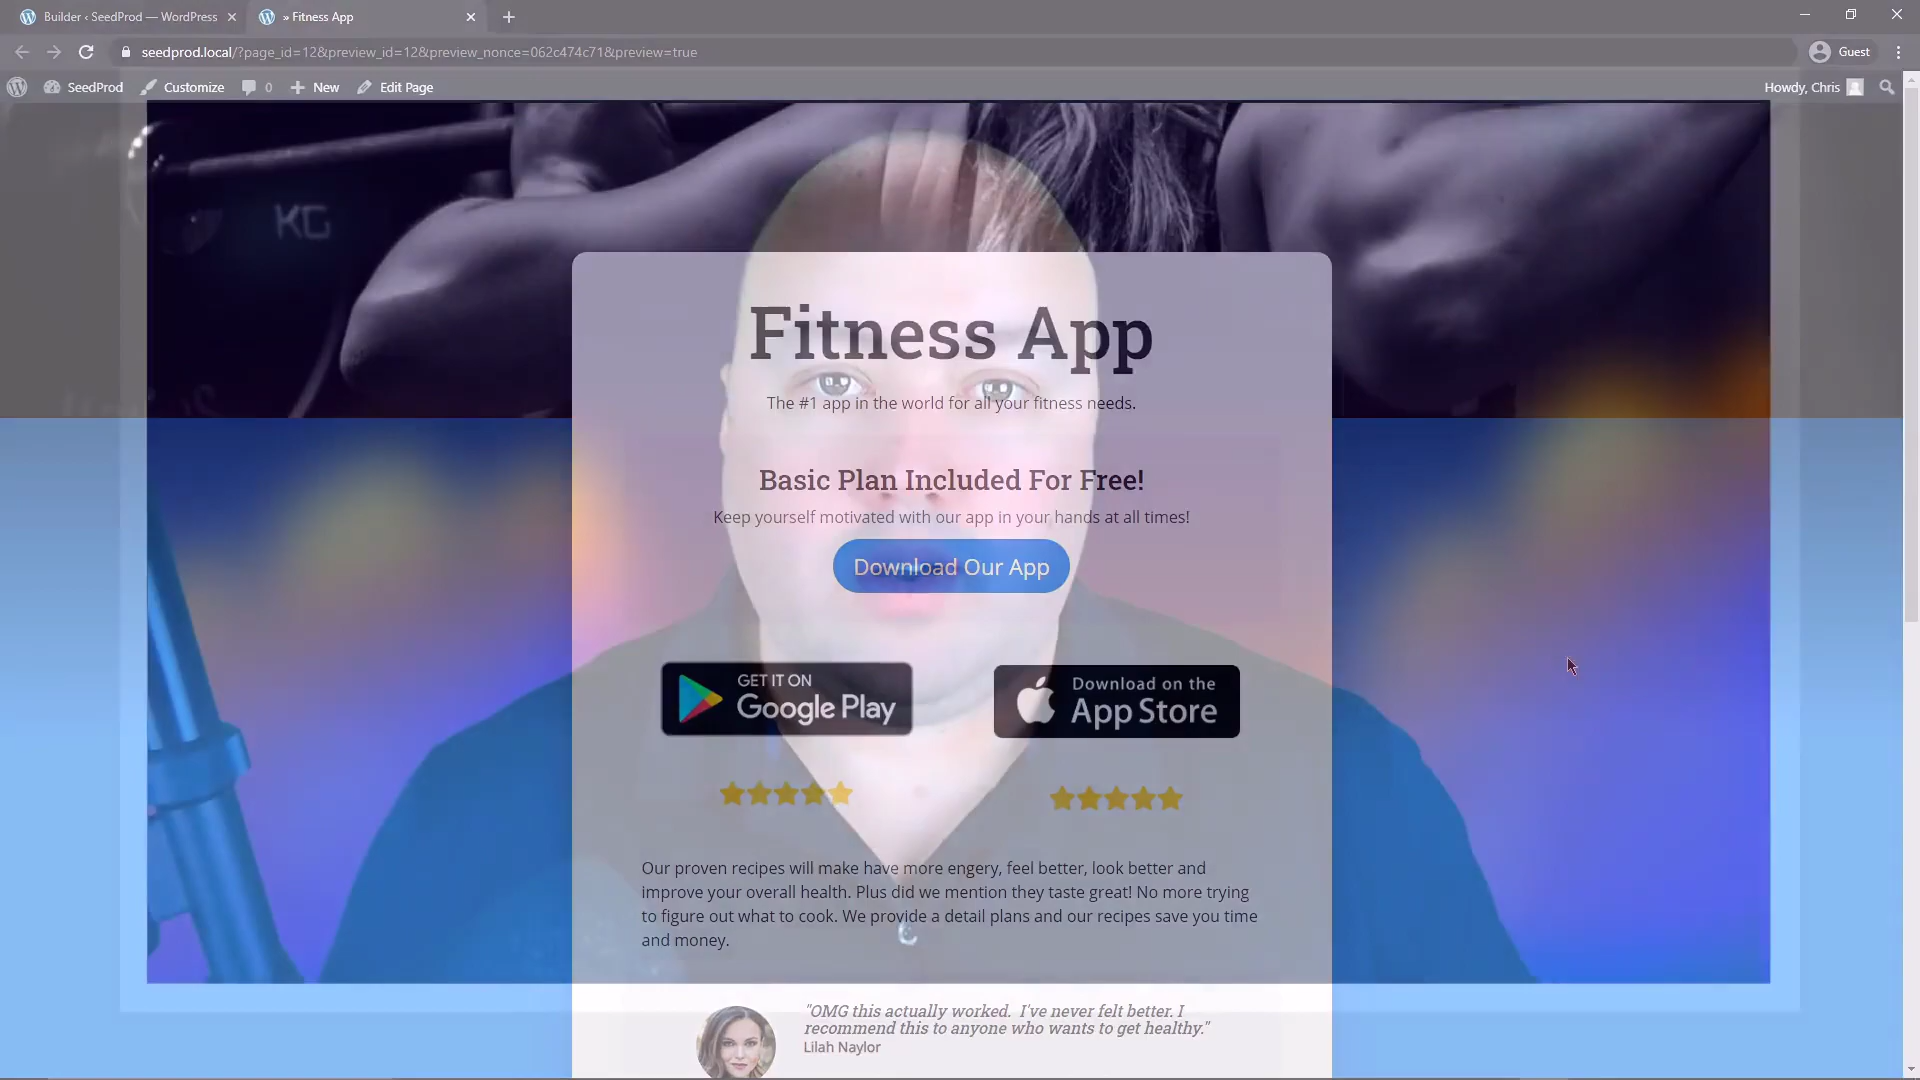 Builder ‹ SeedProd — WordPress
» Fitness App
seedprod.local/?page_id=12&preview_id=12&preview_nonce=062c474c71&preview=true
Guest
SeedProd
Customize
0
New
Edit Page
Howdy, Chris
KG
Fitness App
The #1 app in the world for all your fitness needs.
Basic Plan Included For Free!
Keep yourself motivated with our app in your hands at all times!
Download Our App
GET IT ON
Google Play
Download on the
App Store
Our proven recipes will make have more engery, feel better, look better and
improve your overall health. Plus did we mention they taste great! No more trying
to figure out what to cook. We provide a detail plans and our recipes save you time
and money.
"OMG this actually worked. I've never felt better. I
recommend this to anyone who wants to get healthy."
Lilah Naylor